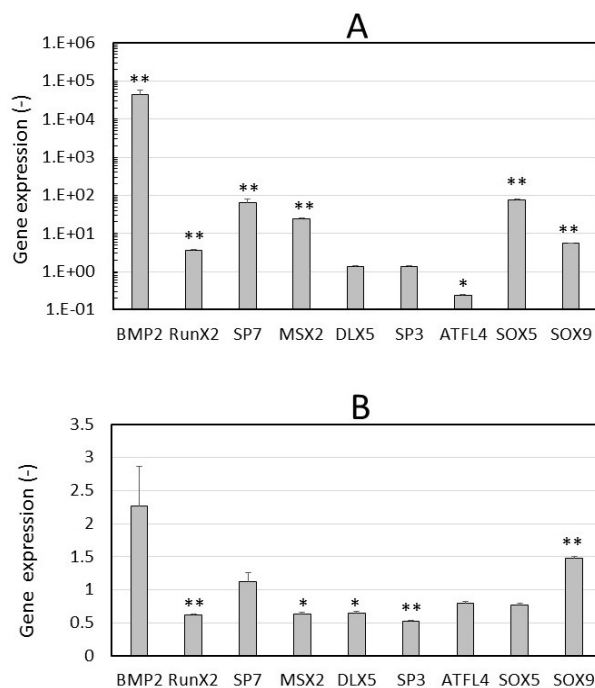 A
Gene expression (-)
1.E+06
1.E+05
1.E+04
1.E+03
1.E+02
1.E+01
1.E+00
1.E-01
**
**
**
**
*
**
**
BMP2 RunX2 SP7 MSX2 DLX5 SP3 ATFL4 SOX5 SOX9
B
Gene expression (-)
3.5
3
2.5
2
1.5
1
0.5
0
**
*
*
**
**
BMP2 RunX2 SP7 MSX2 DLX5 SP3 ATFL4 SOX5 SOX9